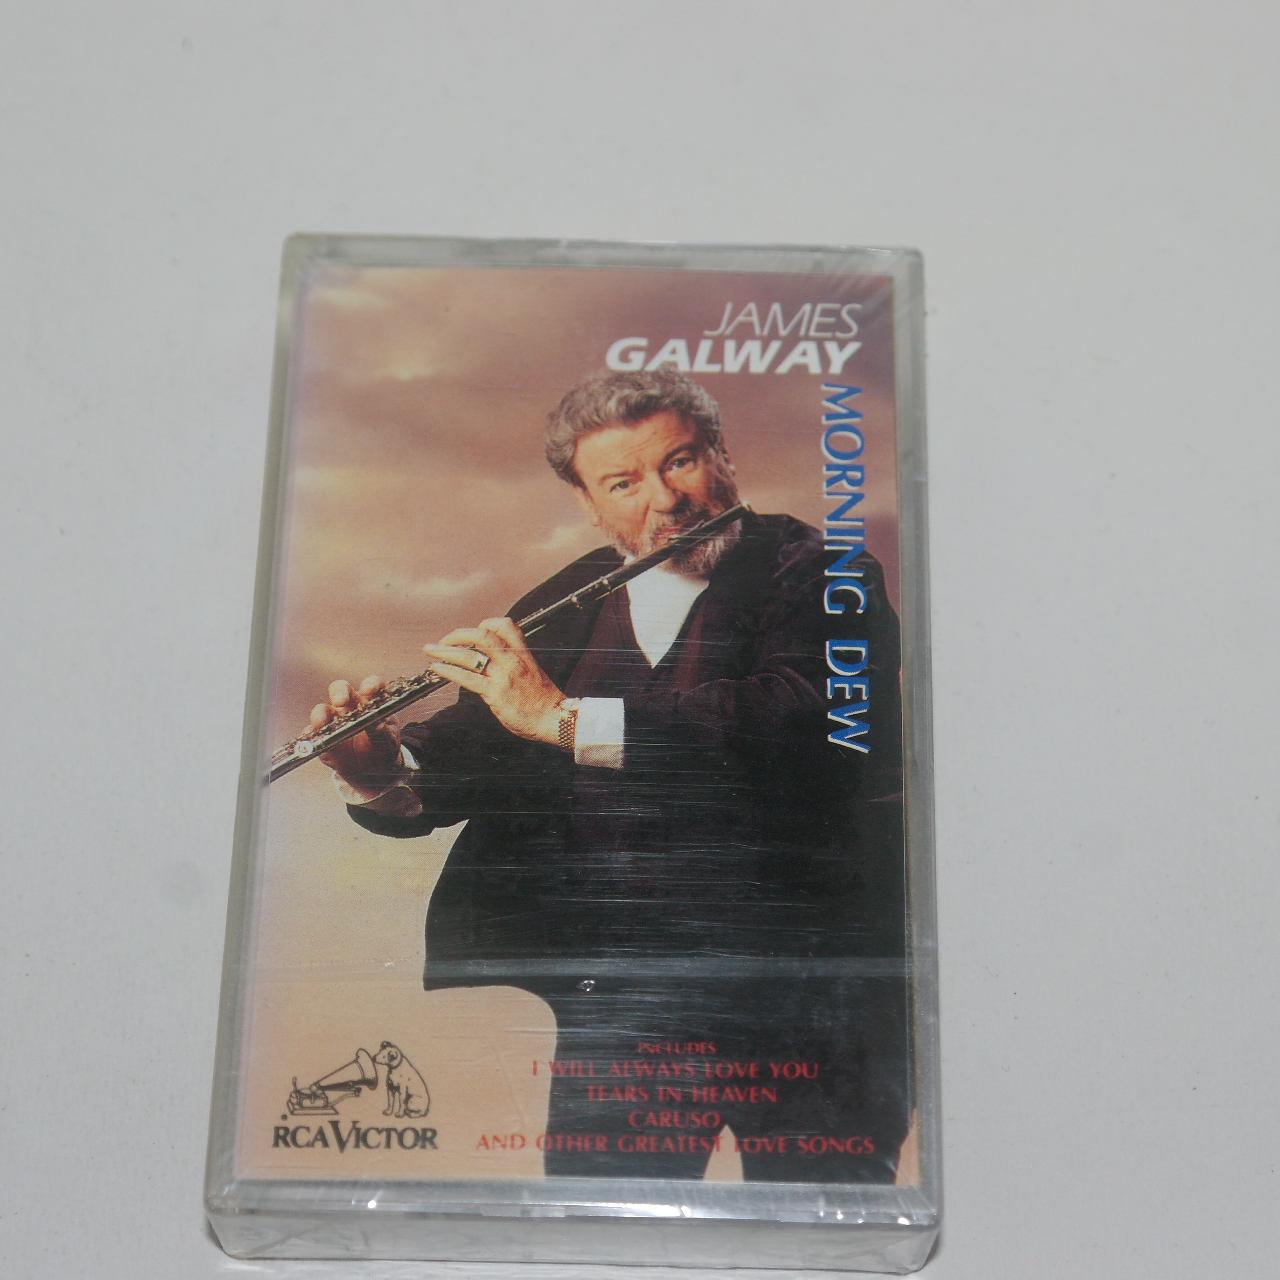 JAMES
GALWAY
MORNING DEW
INCLUDES
I WILL ALWAYS LOVE YOU
TEARS IN HEAVEN
CARUSO
AND OTHER GREATEST LOVE SONGS
RCA VICTOR